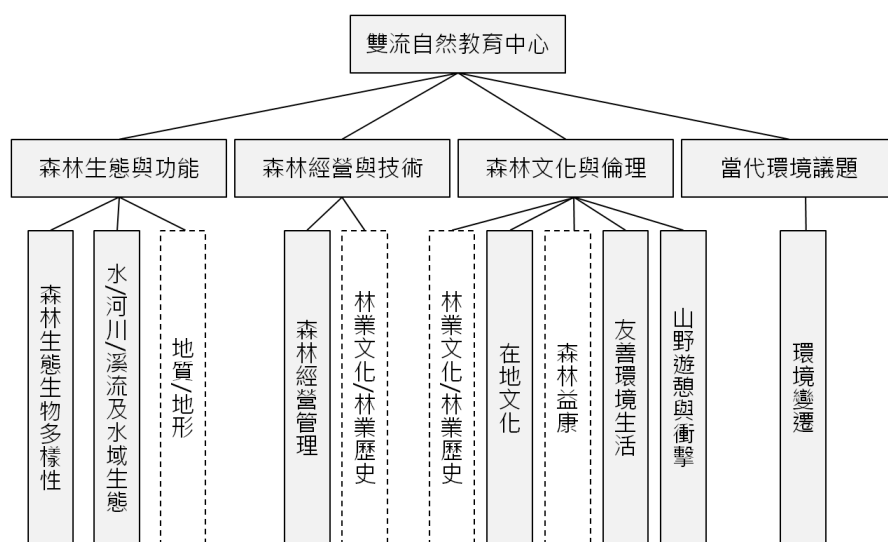 雙流自然教育中心
森林生態與功能
森林經營與技術
森林文化與倫理
當代環境議題
森林生態生物多樣性
水/河川/溪流及水域生態
地質/地形
森林經營管理
林業文化/林業歷史
林業文化/林業歷史
在地文化
森林益康
友善環境生活
山野遊憩與衝擊
環境變遷